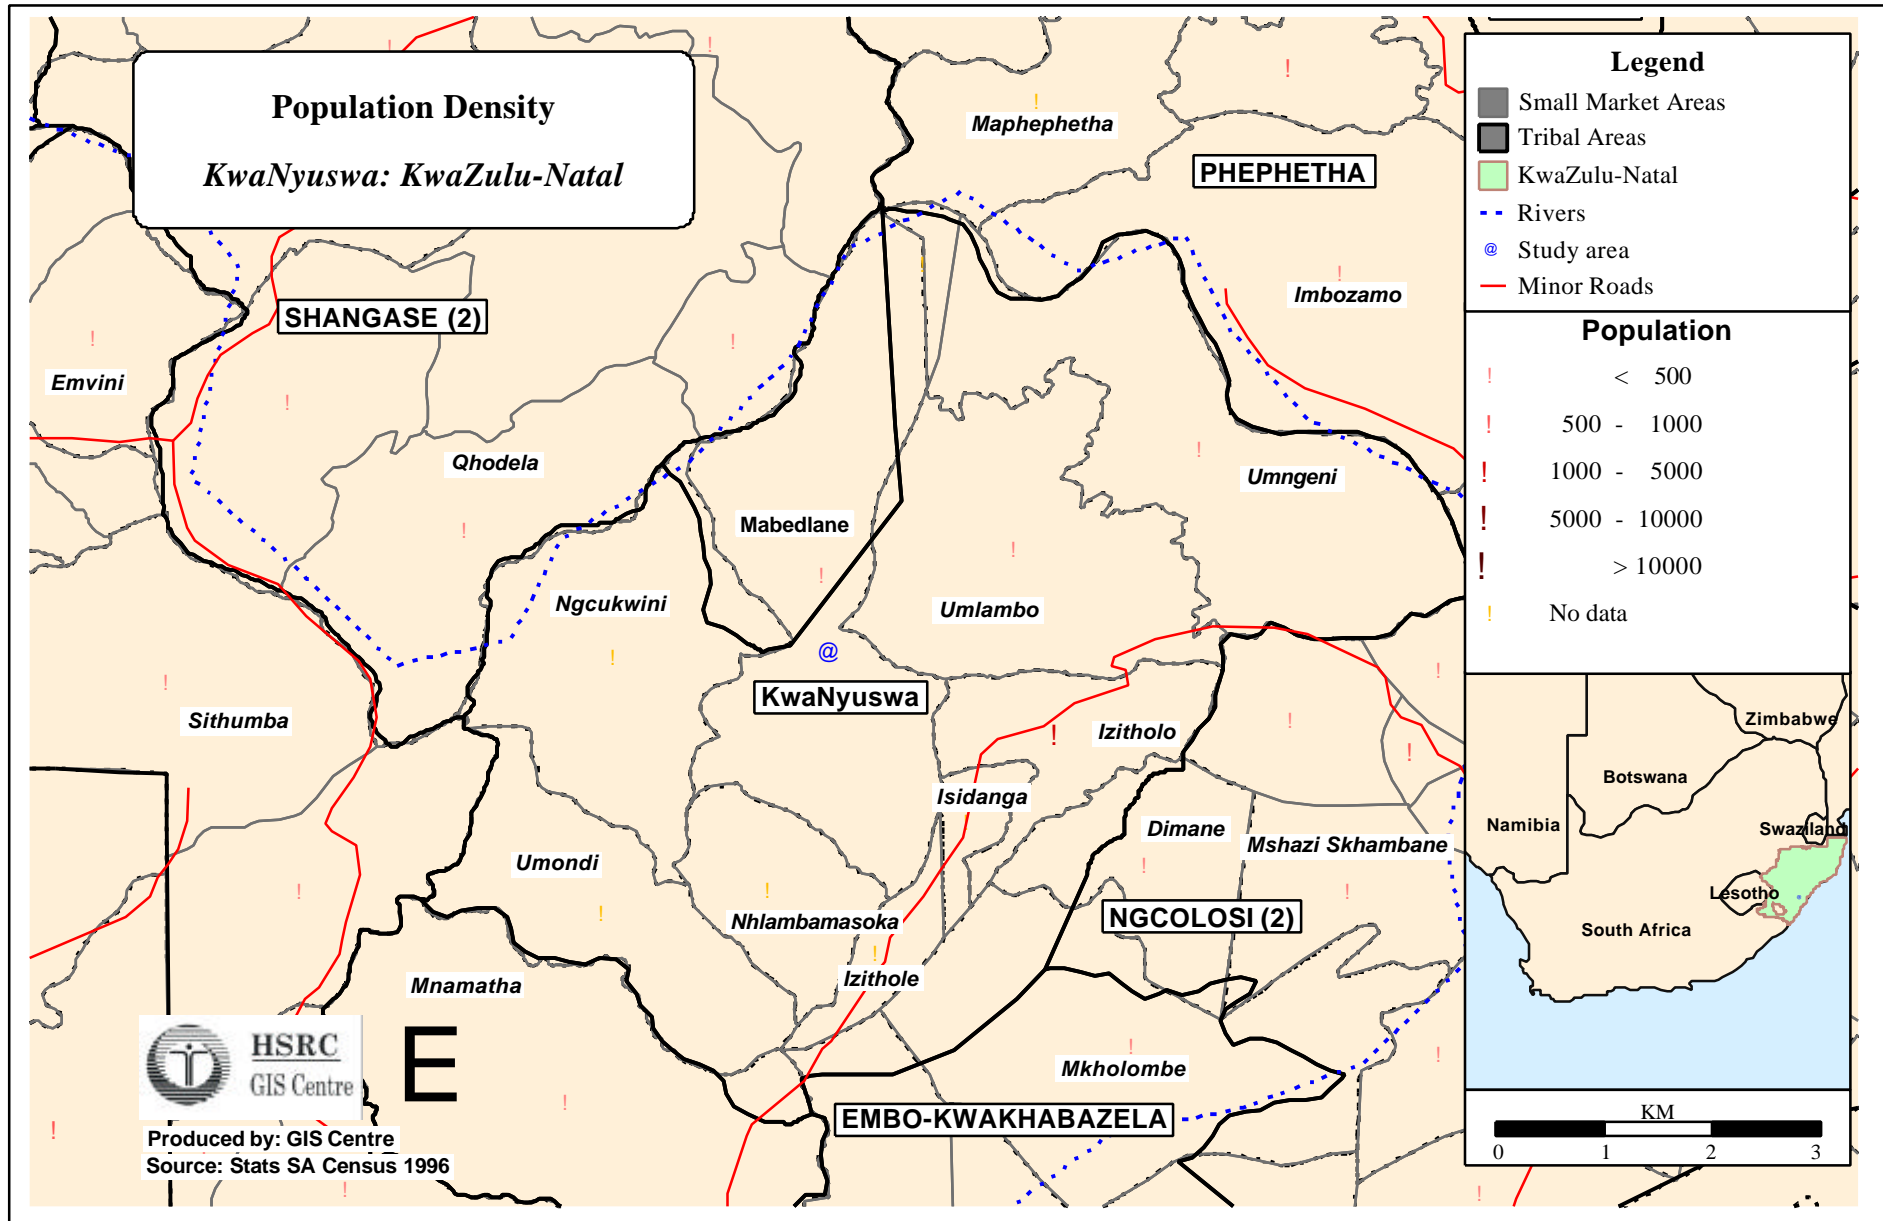 Population Density
KwaNyuswa: KwaZulu-Natal
Legend
Small Market Areas
Tribal Areas
KwaZulu-Natal
Rivers
@ Study area
Minor Roads
Population
! < 500
! 500 - 1000
! 1000 - 5000
! 5000 - 10000
! > 10000
! No data
Maphephetha
PHEPHETHA
Imbozamo
SHANGASE (2)
Emvini
Qhodela
Umngeni
Mabedlane
Ngcukwini
Umlambo
@
KwaNyuswa
Sithumba
Izitholo
Isidanga
Dimane
Mshazi Skhambane
Umondi
Nhlambamasoka
NGCOLOSI (2)
Izithole
Mnamatha
Mkholombe
EMBO-KWAKHABAZELA
E
HSRC
GIS Centre
Produced by: GIS Centre
Source: Stats SA Census 1996
Zimbabwe
Botswana
Namibia
Swaziland
Lesotho
South Africa
KM
0 1 2 3